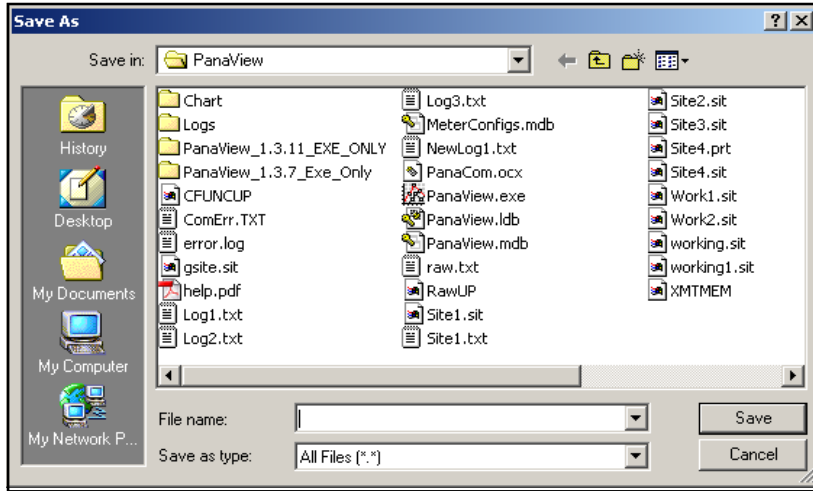 Save As
Save in: PanaView
History
Desktop
My Documents
My Computer
My Network P...
Chart
Logs
PanaView_1.3.11_EXE_ONLY
PanaView_1.3.7_Exe_Only
CFUNCUP
ComErr.TXT
error.log
gsite.sit
help.pdf
Log1.txt
Log2.txt
Log3.txt
MeterConfigs.mdb
NewLog1.txt
PanaCom.ocx
PanaView.exe
PanaView.ldb
PanaView.mdb
raw.txt
RawUP
Site1.sit
Site1.txt
Site2.sit
Site3.sit
Site4.prt
Site4.sit
Work1.sit
Work2.sit
working.sit
working1.sit
XMTMEM
File name:
Save
Save as type: All Files (*.*)
Cancel